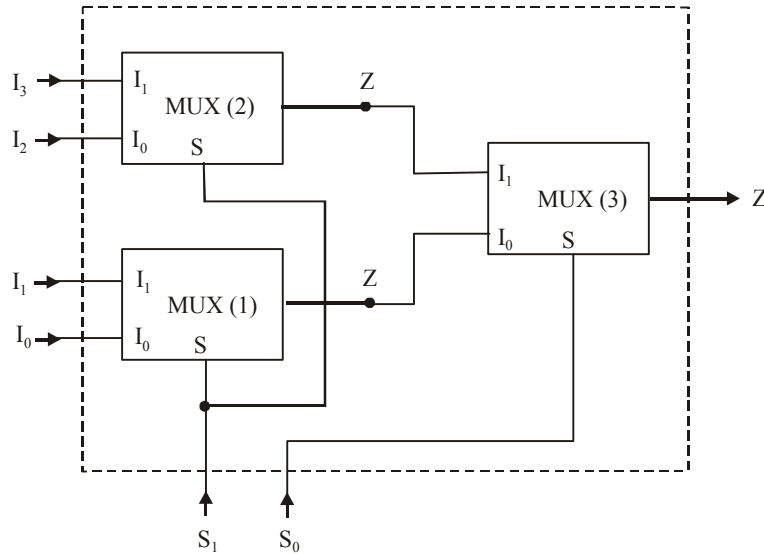 I₃
I₁
MUX (2)
Z
I₂
I₀
S
I₁
MUX (3)
Z
I₀
S
I₁
I₁
MUX (1)
Z
I₀
I₀
S
S₁
S₀